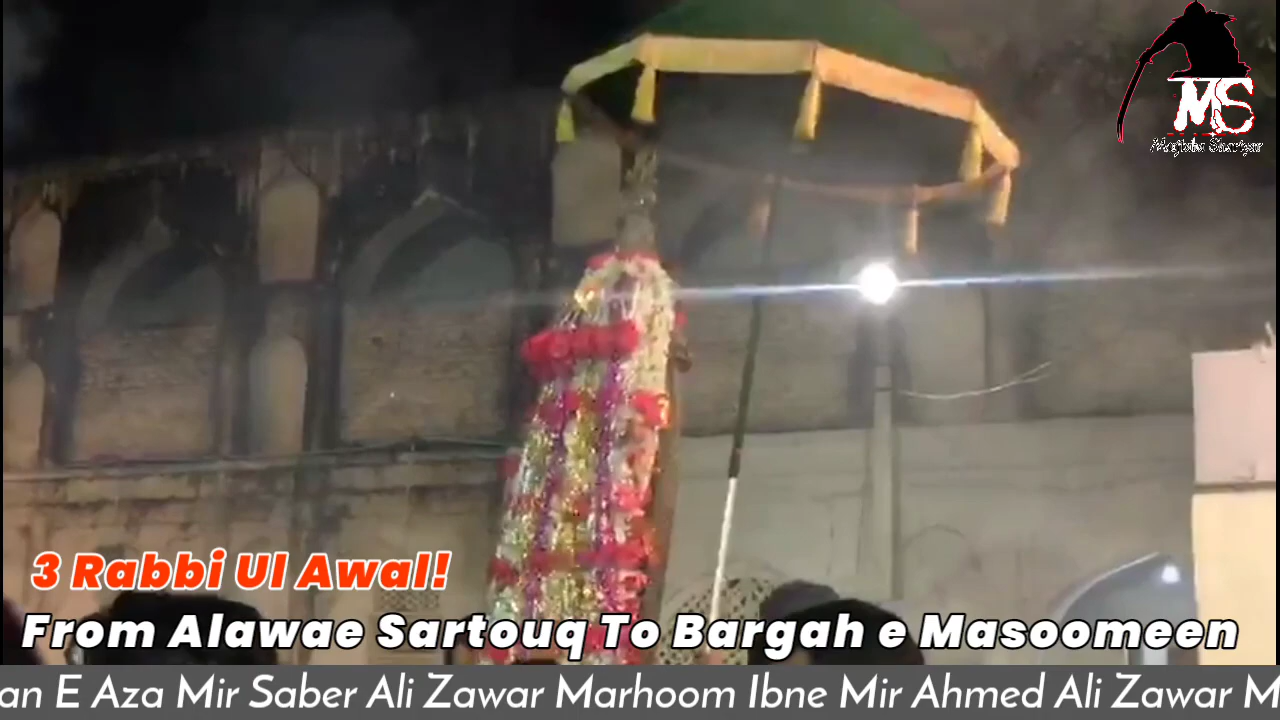 MS
3 Rabbi Ul Awal!
From Alawae Sartouq To Bargah e Masoomeen
an E Aza Mir Saber Ali Zawar Marhoom Ibne Mir Ahmed Ali Zawar M